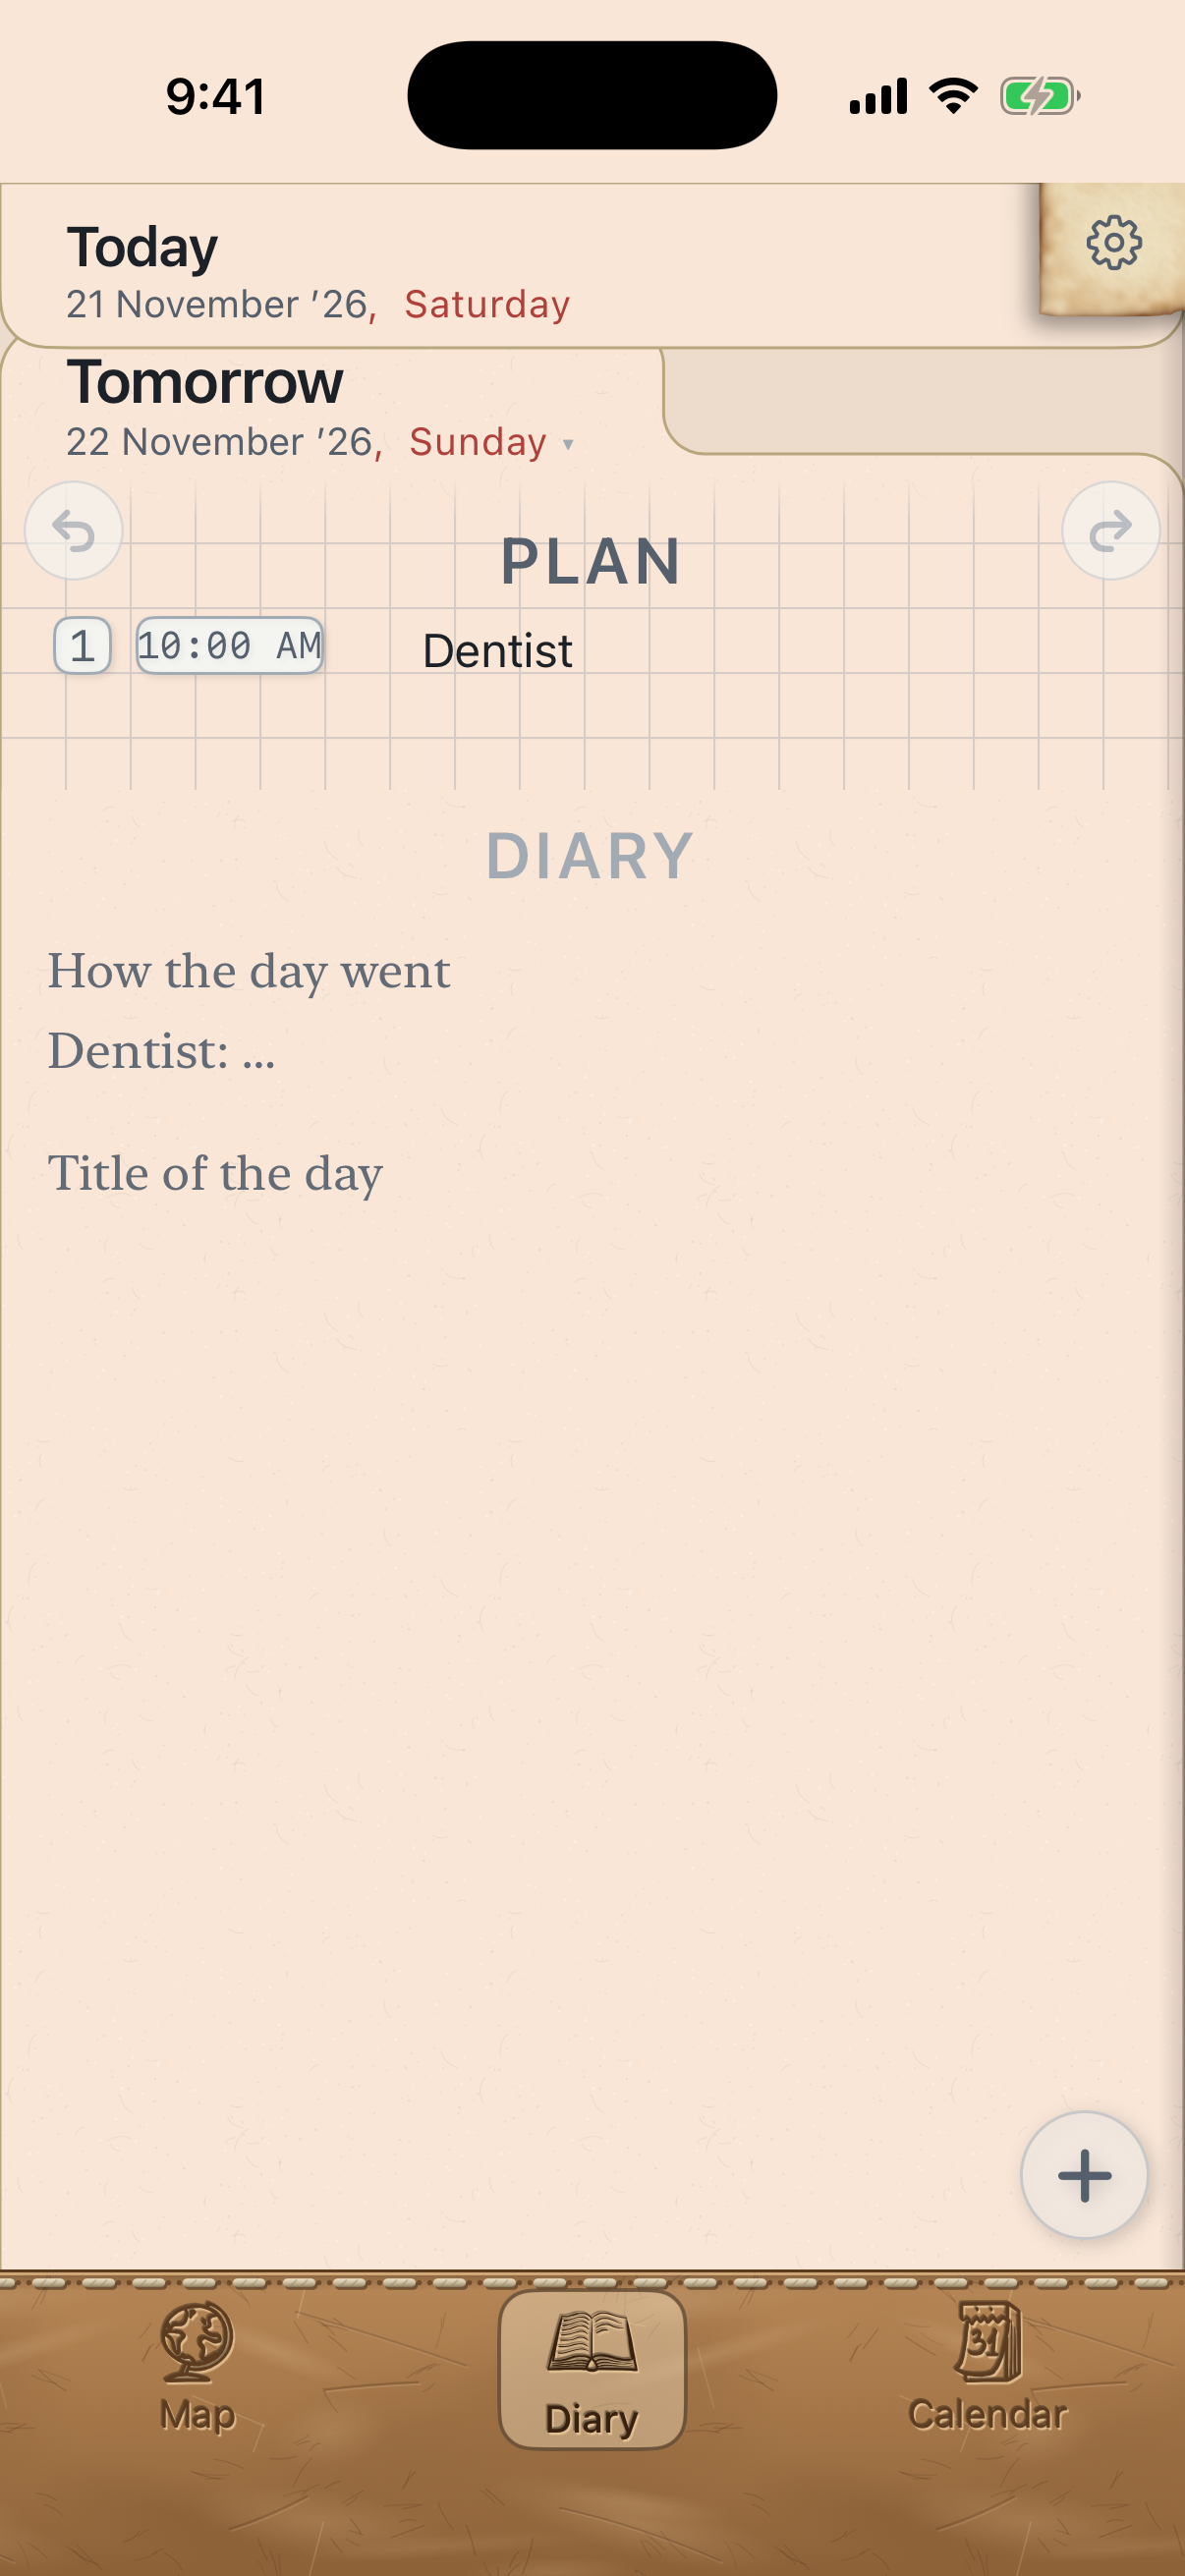 9:41
Today
21 November ’26, Saturday
Tomorrow
22 November ’26, Sunday ▾
PLAN
1 10:00 AM Dentist
DIARY
How the day went
Dentist: ...
Title of the day
31
Map Diary Calendar